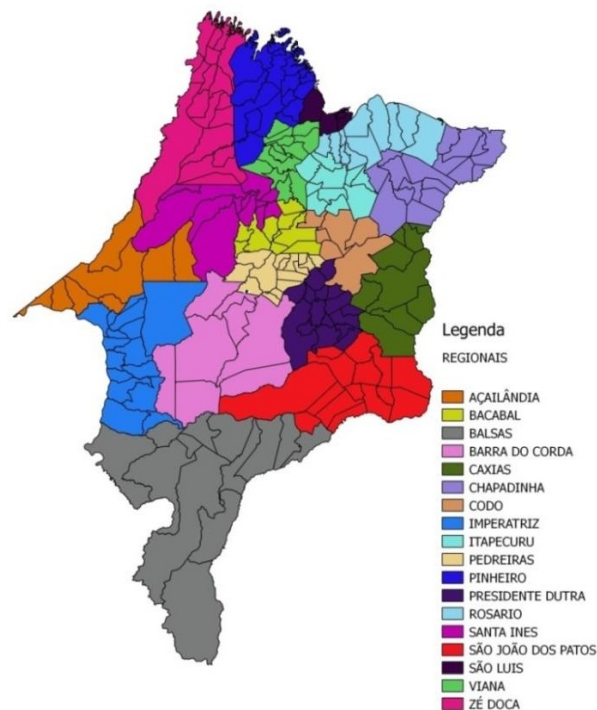 Legenda
REGIONAIS
AÇAILÂNDIA
BACABAL
BALSAS
BARRA DO CORDA
CAXIAS
CHAPADINHA
CODO
IMPERATRIZ
ITAPECURU
PEDREIRAS
PINHEIRO
PRESIDENTE DUTRA
ROSARIO
SANTA INES
SÃO JOÃO DOS PATOS
SÃO LUIS
VIANA
ZÉ DOCA